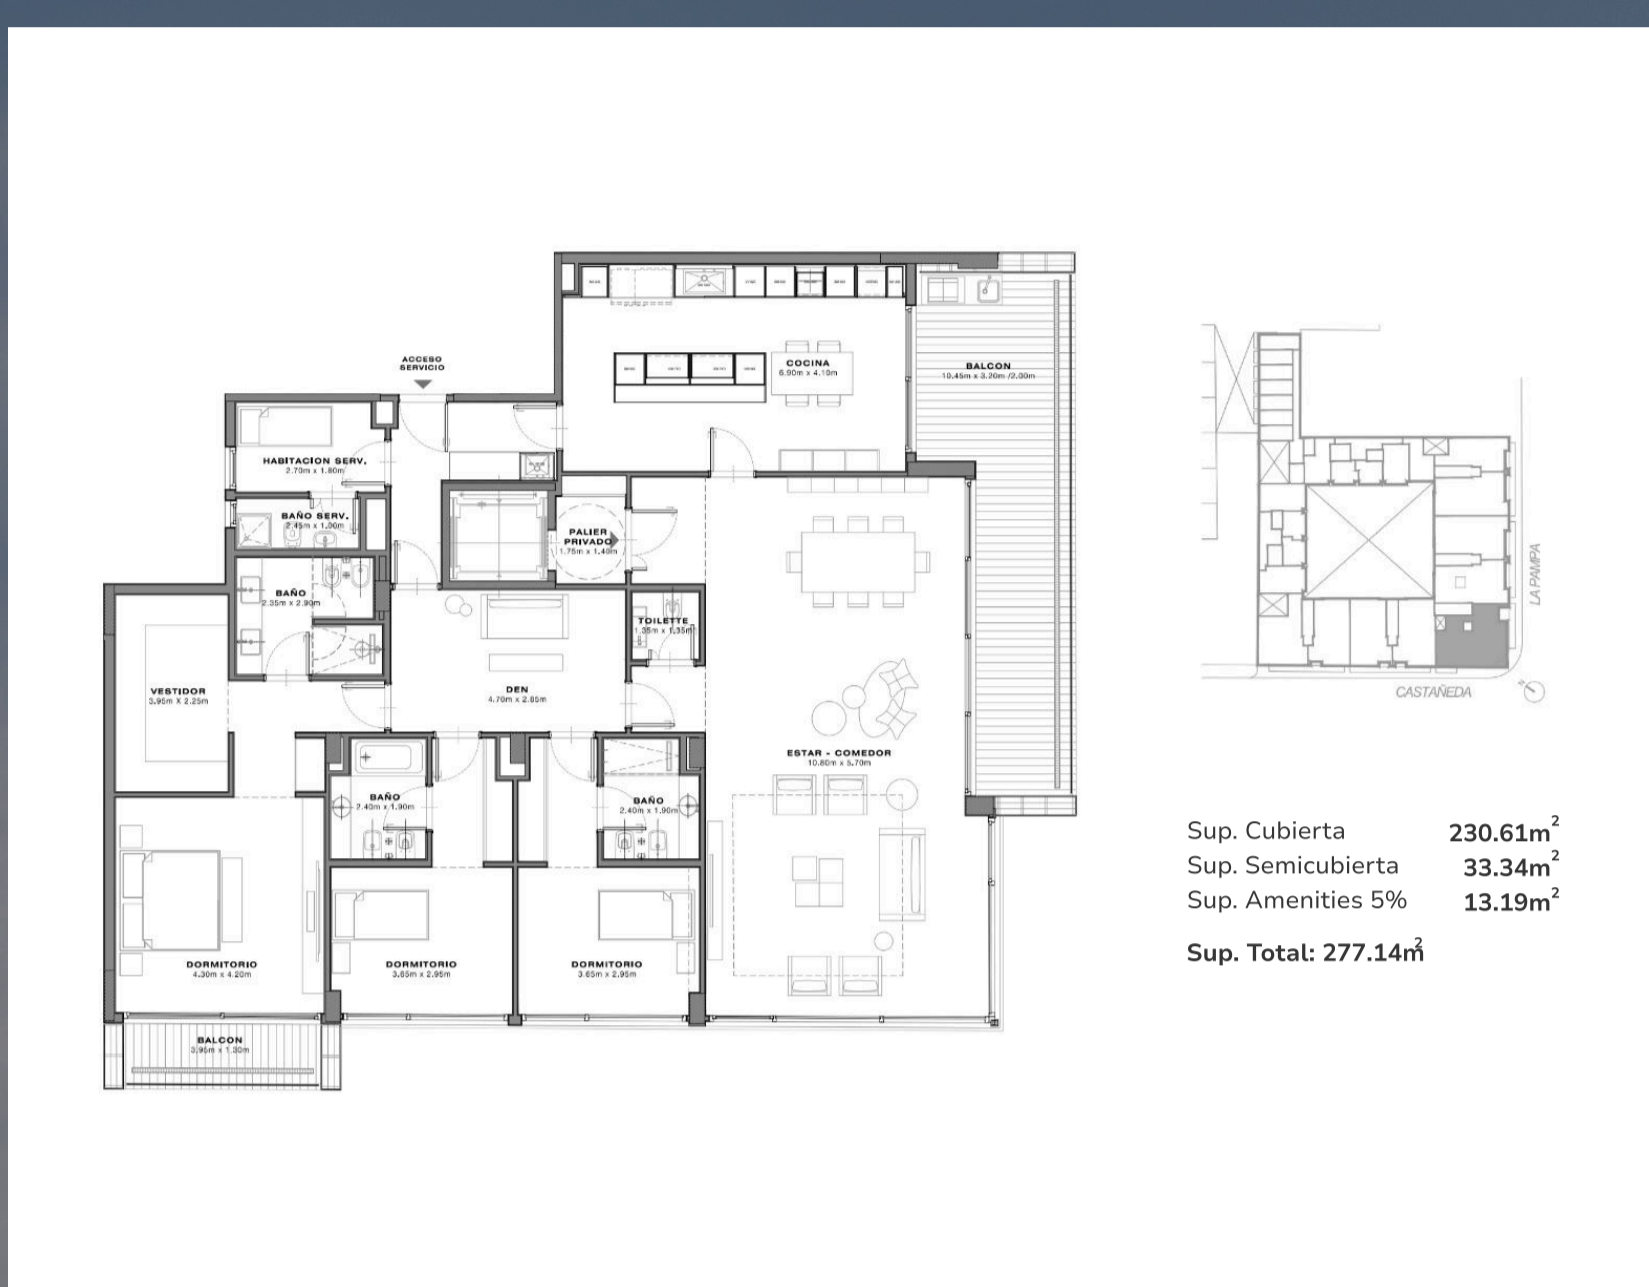 ACCESO
SERVICIO
COCINA
6.90m x 4.10m
BALCON
10.45m x 3.20m /2.00m
HABITACION SERV.
2.70m x 1.80m
BAÑO SERV.
2.45m x 1.00m
PALIER
PRIVADO
1.75m x 1.40m
BAÑO
2.35m x 2.90m
TOILETTE
1.35m x 1.35m
VESTIDOR
3.95m X 2.25m
DEN
4.70m x 2.85m
ESTAR - COMEDOR
10.80m x 5.70m
BAÑO
2.40m x 1.90m
BAÑO
2.40m x 1.90m
DORMITORIO
4.30m x 4.20m
DORMITORIO
3.65m x 2.95m
DORMITORIO
3.65m x 2.95m
BALCON
3.95m x 1.30m
LA PAMPA
CASTAÑEDA
N
Sup. Cubierta 230.61m²
Sup. Semicubierta 33.34m²
Sup. Amenities 5% 13.19m²
Sup. Total: 277.14m²